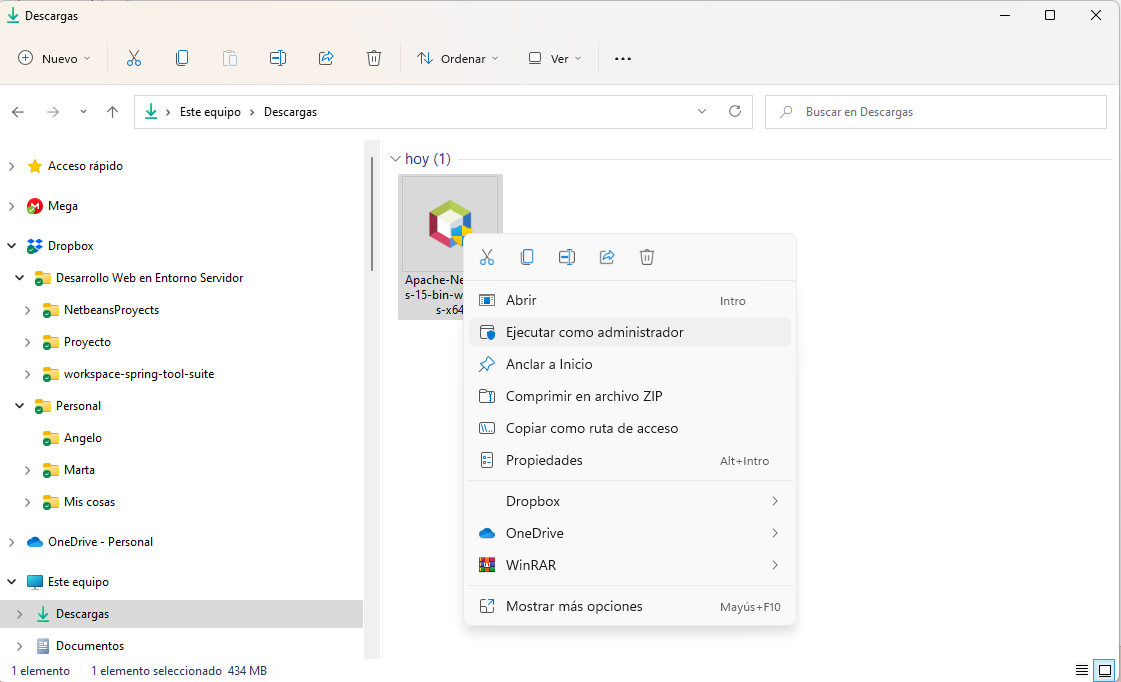 Descargas
Nuevo
Ordenar
Ver
Este equipo
Descargas
Buscar en Descargas
Acceso rápido
Mega
Dropbox
Desarrollo Web en Entorno Servidor
NetbeansProyects
Proyecto
workspace-spring-tool-suite
Personal
Angelo
Marta
Mis cosas
OneDrive - Personal
Este equipo
Descargas
Documentos
hoy (1)
Apache-Ne
s-15-bin-w
s-x64
Abrir Intro
Ejecutar como administrador
Anclar a Inicio
Comprimir en archivo ZIP
Copiar como ruta de acceso
Propiedades Alt+Intro
Dropbox
OneDrive
WinRAR
Mostrar más opciones Mayús+F10
1 elemento 1 elemento seleccionado 434 MB